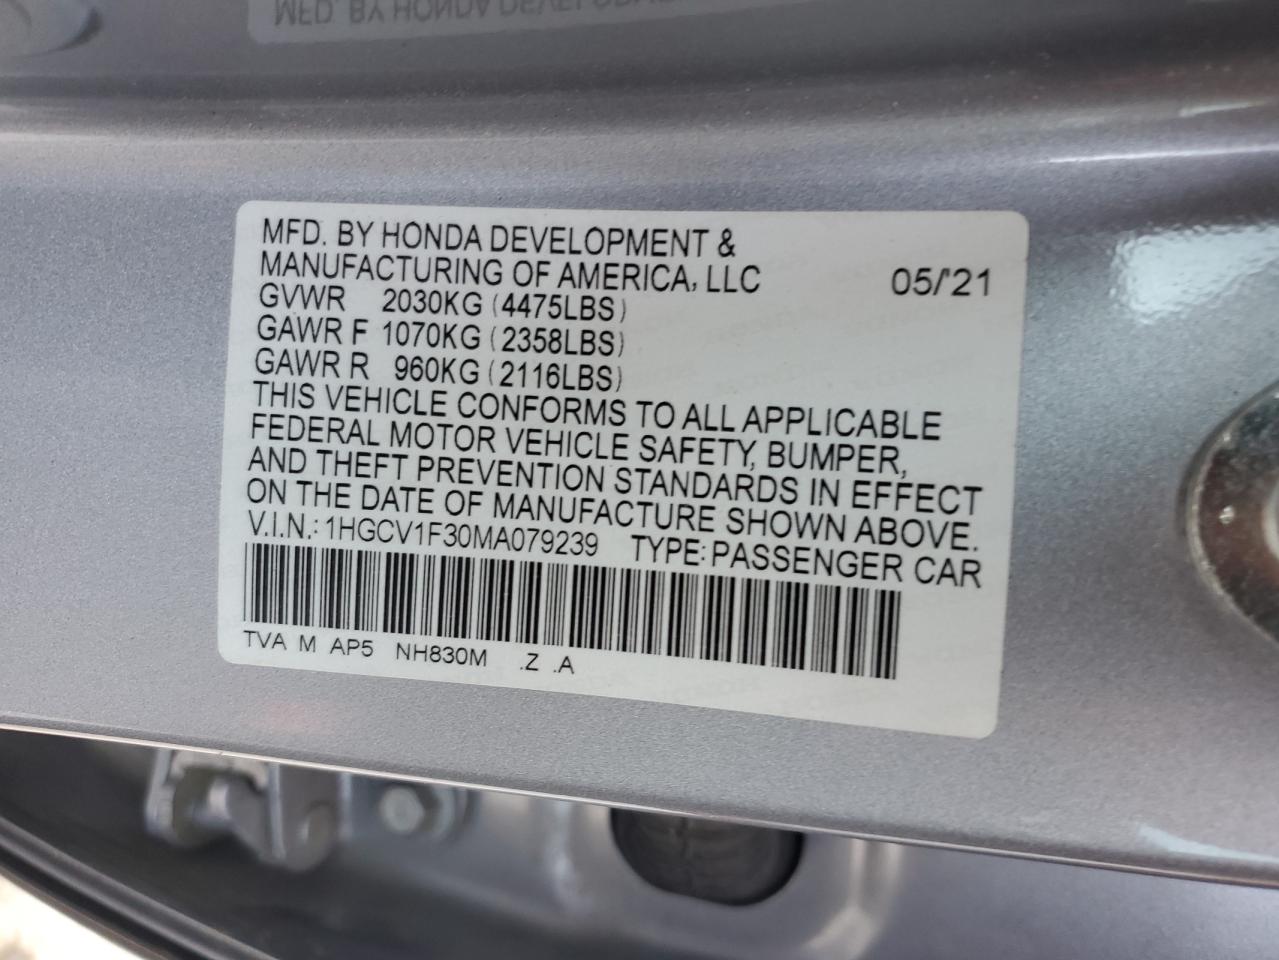 MFD. BY HONDA DEVELOPMENT &
MANUFACTURING OF AMERICA, LLC 05/'21
GVWR 2030KG (4475LBS)
GAWR F 1070KG (2358LBS)
GAWR R 960KG (2116LBS)
THIS VEHICLE CONFORMS TO ALL APPLICABLE
FEDERAL MOTOR VEHICLE SAFETY, BUMPER,
AND THEFT PREVENTION STANDARDS IN EFFECT
ON THE DATE OF MANUFACTURE SHOWN ABOVE.
V.I.N.: 1HGCV1F30MA079239 TYPE: PASSENGER CAR
TVA M AP5 NH830M .Z .A